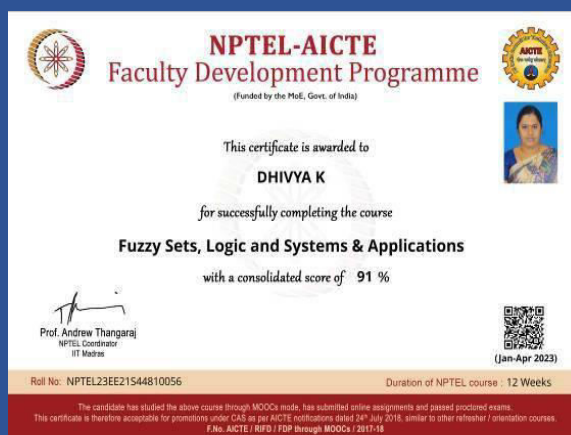 NPTEL-AICTE
Faculty Development Programme
(Funded by the MoE, Govt. of India)
AICTE
This certificate is awarded to
DHIVYA K
for successfully completing the course
Fuzzy Sets, Logic and Systems & Applications
with a consolidated score of 91 %
Prof. Andrew Thangaraj
NPTEL Coordinator
IIT Madras
(Jan-Apr 2023)
Roll No: NPTEL23EE21S44810056
Duration of NPTEL course : 12 Weeks
The candidate has studied the above course through MOOCs mode, has submitted online assignments and passed proctored exams.
This certificate is therefore acceptable for promotions under CAS as per AICTE notifications dated 24th July 2018, similar to other refresher / orientation courses.
F.No. AICTE / RIFD / FDP through MOOCs / 2017-18